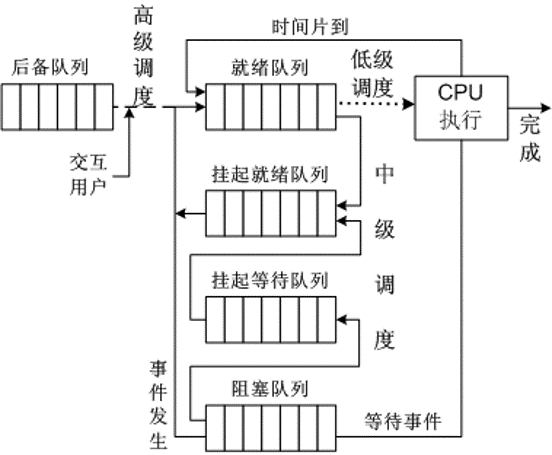 后备队列
交互
用户
高级调度
时间片到
就绪队列
低级
调度
CPU
执行
完成
挂起就绪队列
中级调度
挂起等待队列
阻塞队列
事件发生
等待事件